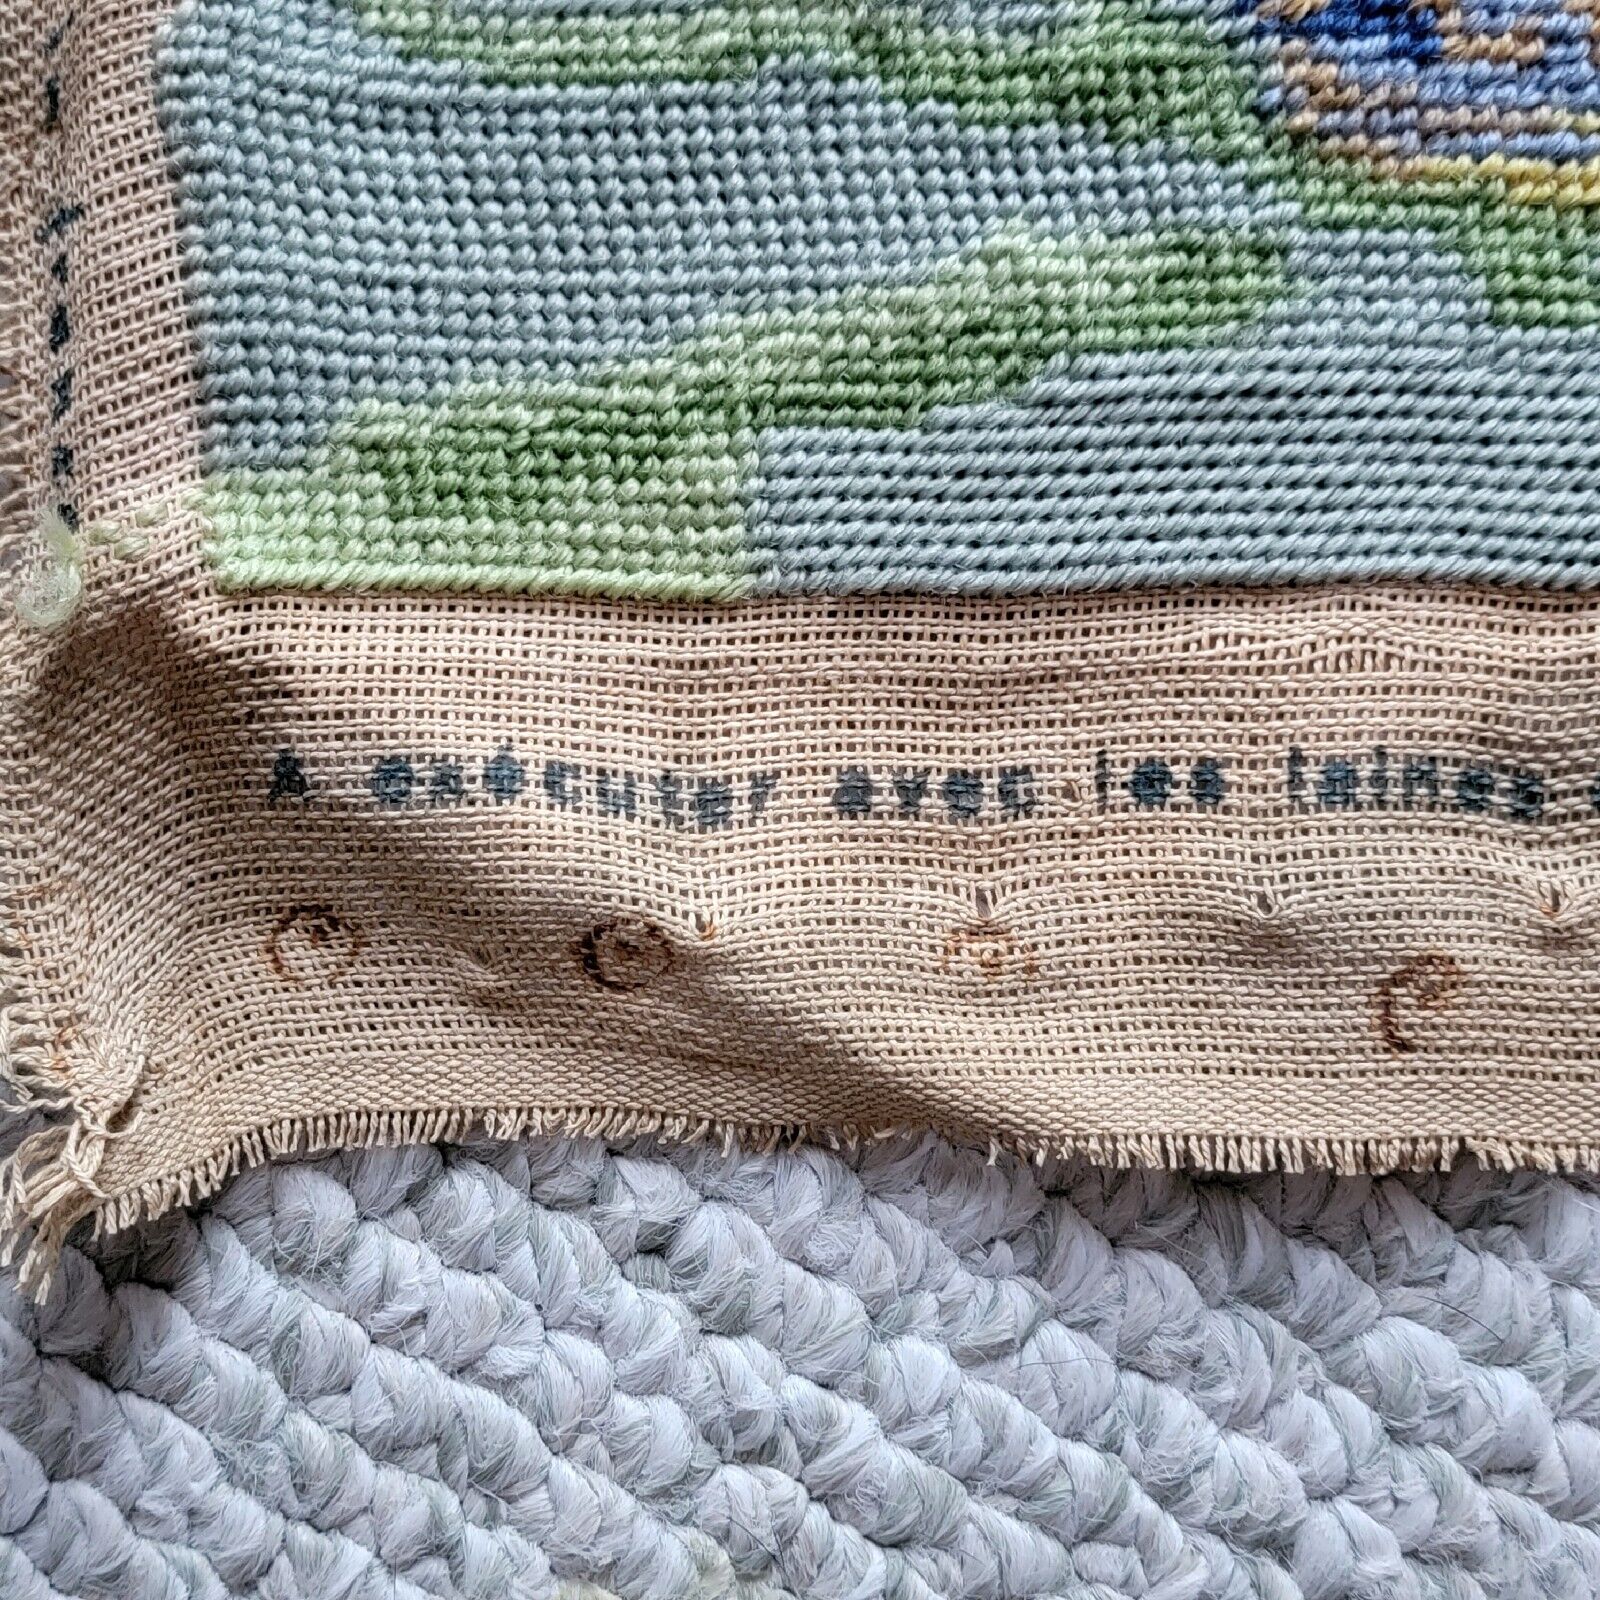 A exécuter avec les laines